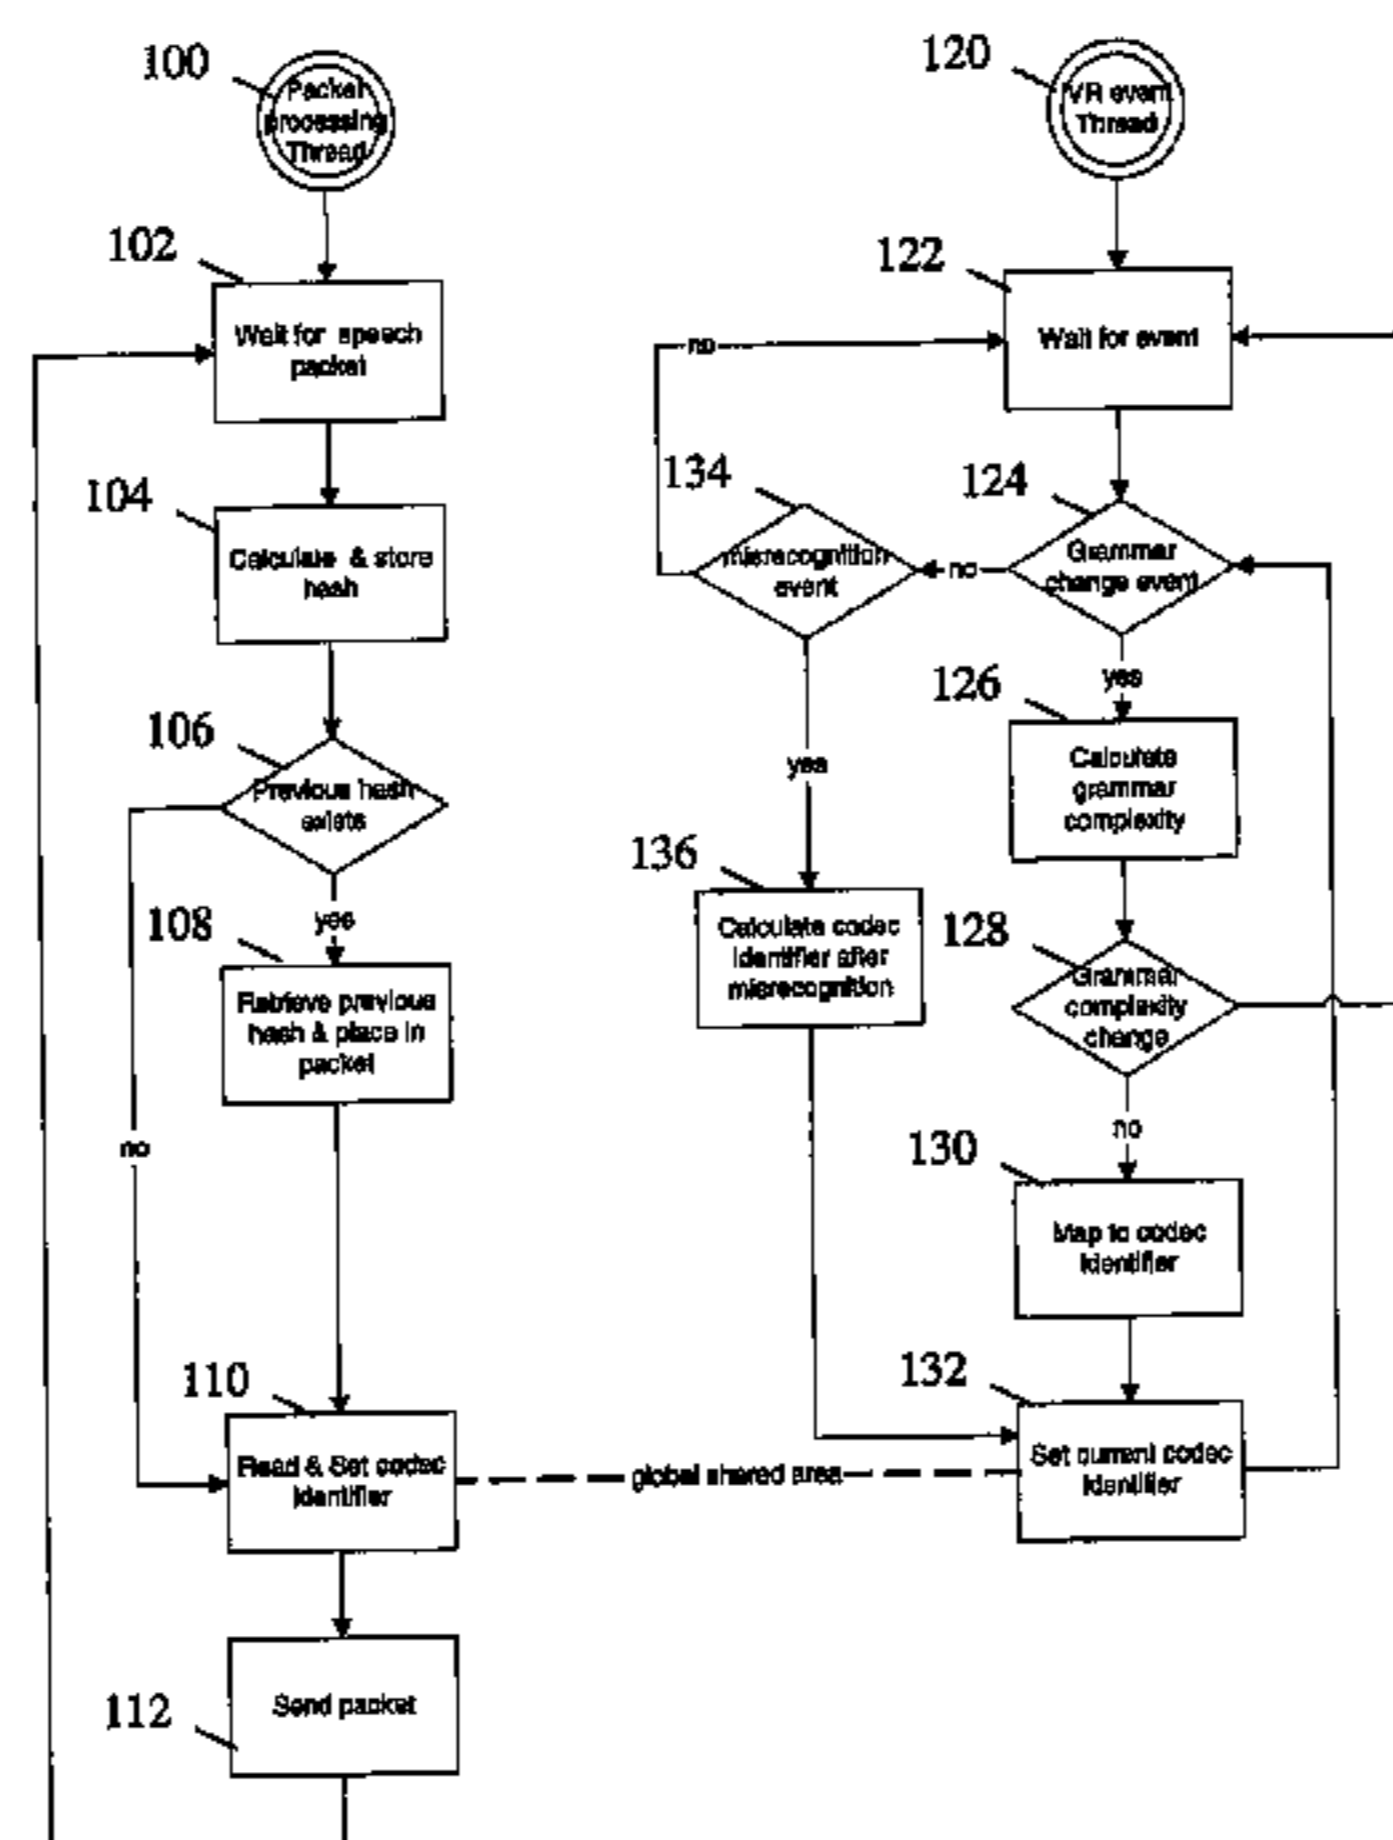 100
Packet
processing
Thread
102
Wait for speech
packet
104
Calculate & store
hash
106
Previous hash
exists
yes
no
108
Retrieve previous
hash & place in
packet
110
Read & Set codec
identifier
112
Send packet
global shared area
120
VR event
Thread
122
Wait for event
no
134
misrecognition
event
no
124
Grammar
change event
yes
126
Calculate
grammar
complexity
yes
136
Calculate codec
identifier after
misrecognition
128
Grammar
complexity
change
no
130
Map to codec
identifier
132
Set current codec
identifier